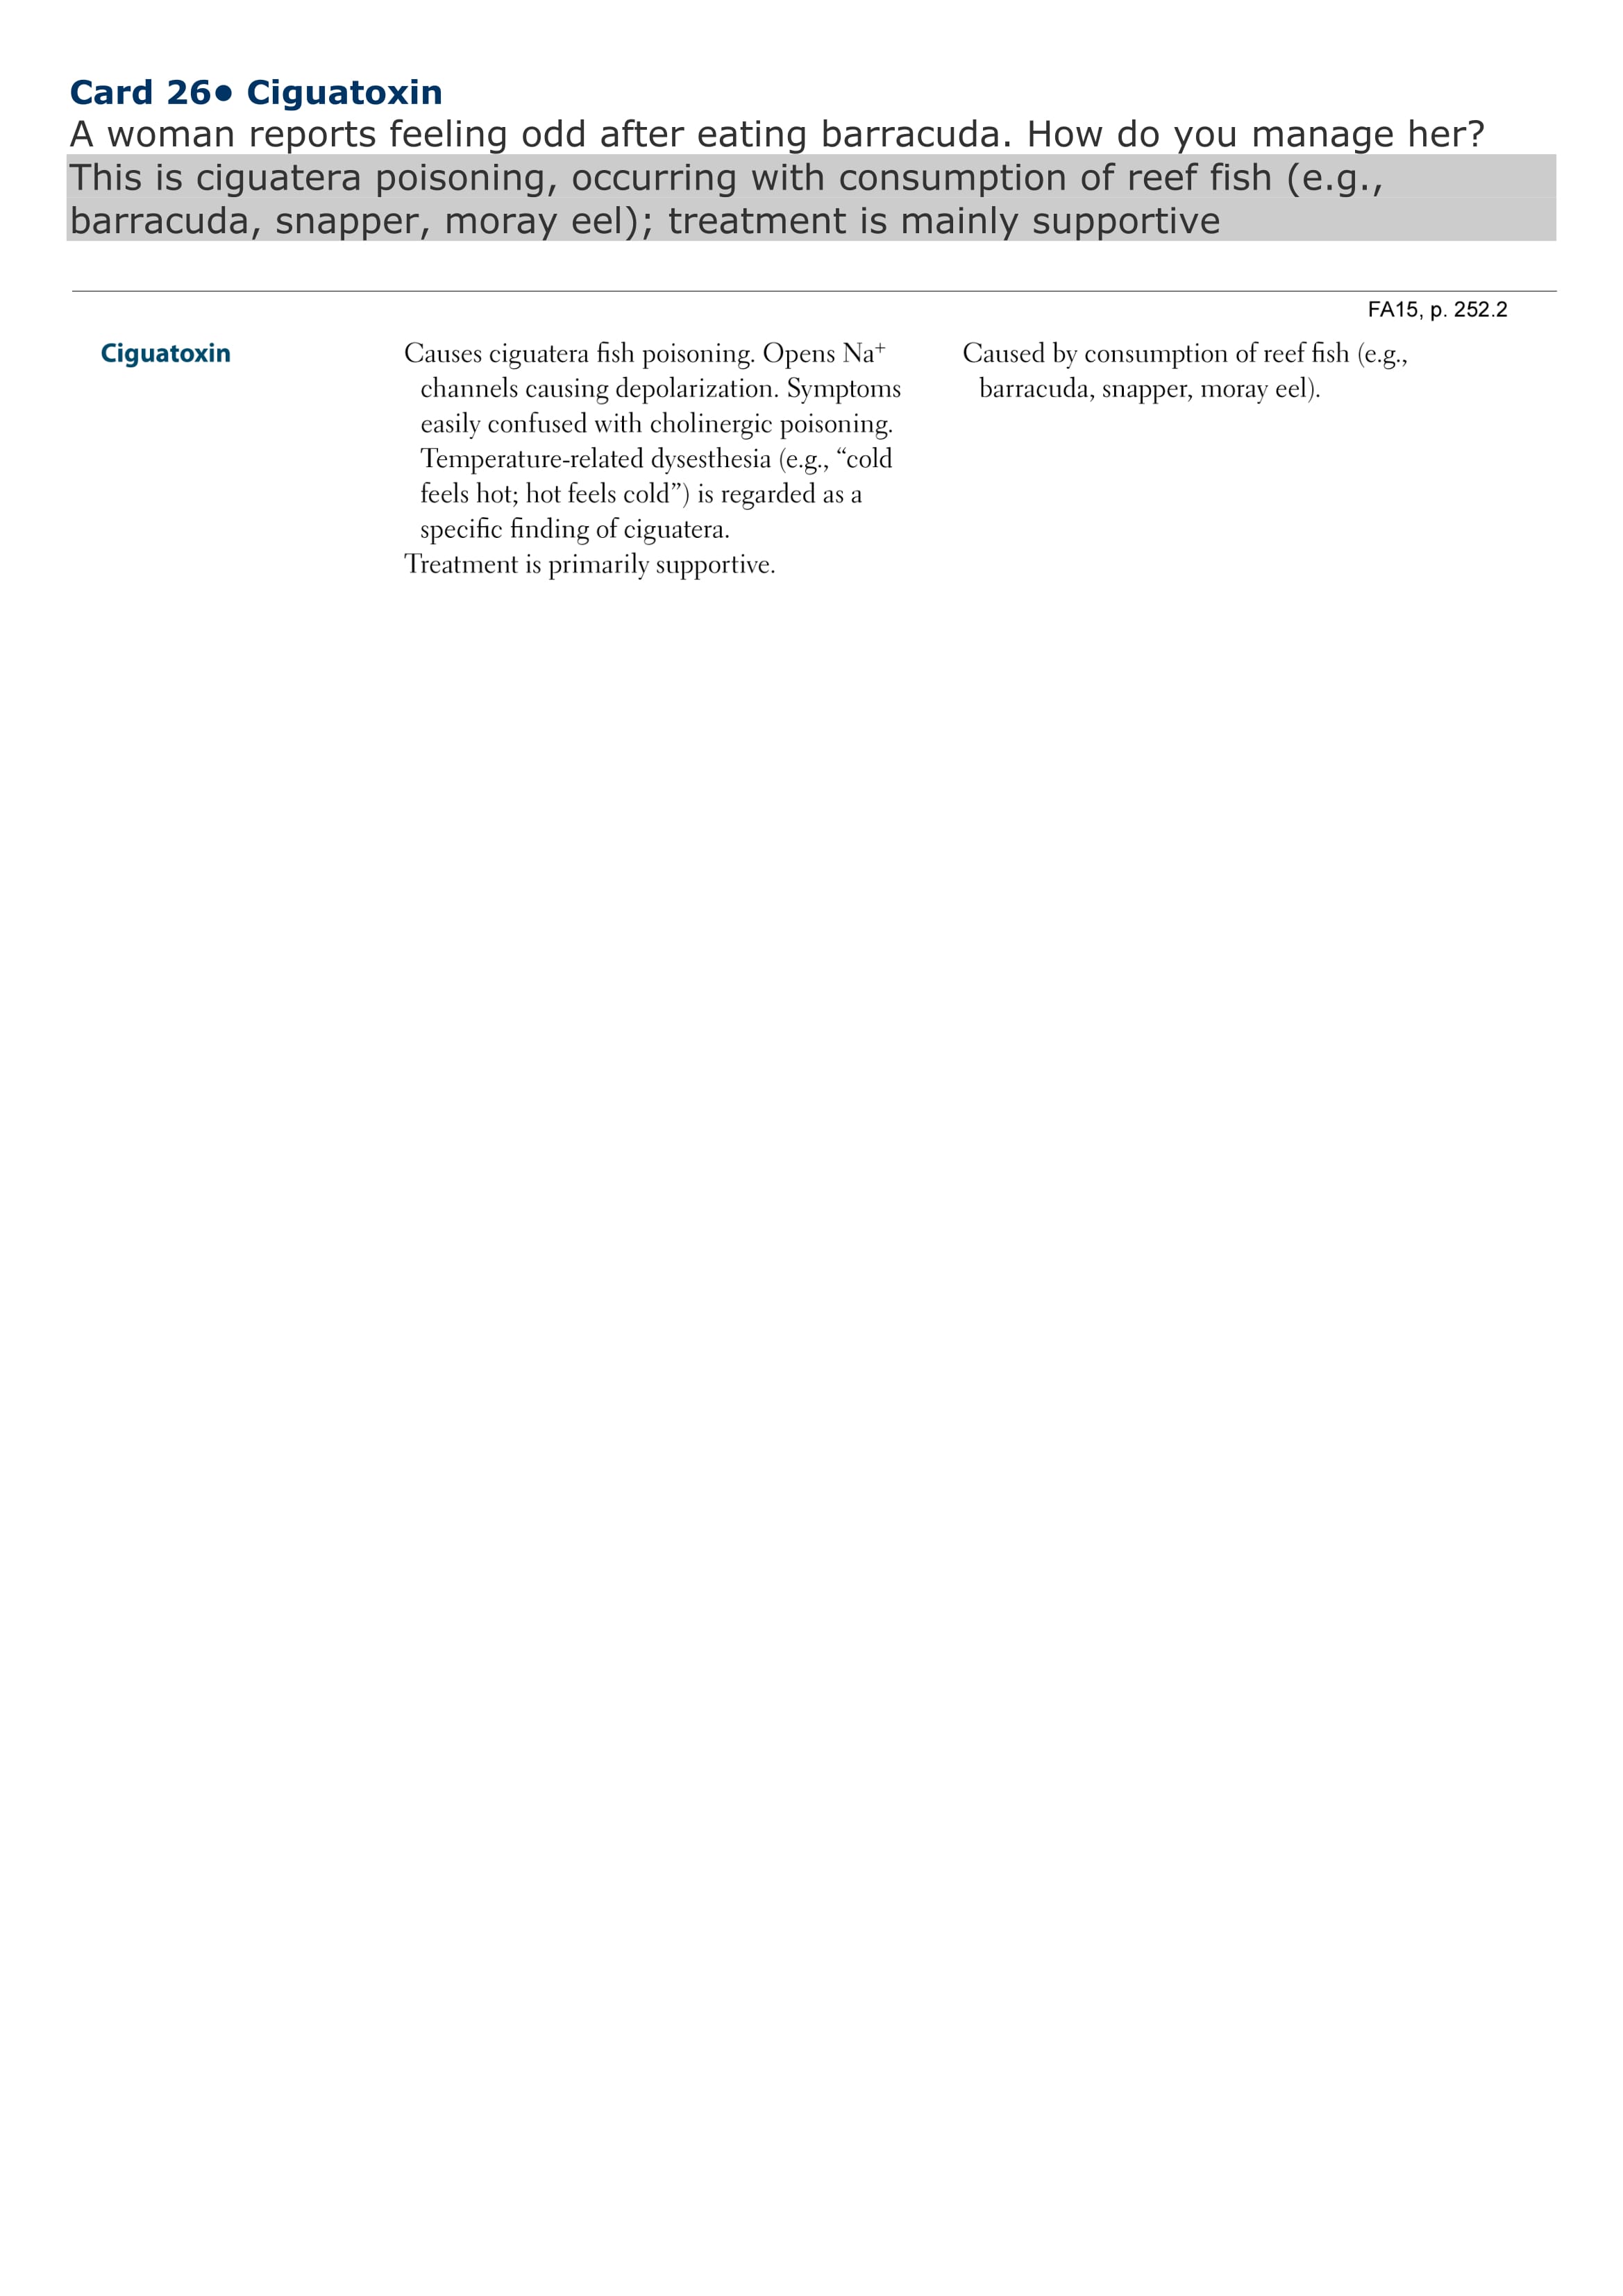 Card 26● Ciguatoxin
A woman reports feeling odd after eating barracuda. How do you manage her?
This is ciguatera poisoning, occurring with consumption of reef fish (e.g.,
barracuda, snapper, moray eel); treatment is mainly supportive
FA15, p. 252.2
Ciguatoxin
Causes ciguatera fish poisoning. Opens Na⁺
channels causing depolarization. Symptoms
easily confused with cholinergic poisoning.
Temperature-related dysesthesia (e.g., “cold
feels hot; hot feels cold”) is regarded as a
specific finding of ciguatera.
Treatment is primarily supportive.
Caused by consumption of reef fish (e.g.,
barracuda, snapper, moray eel).